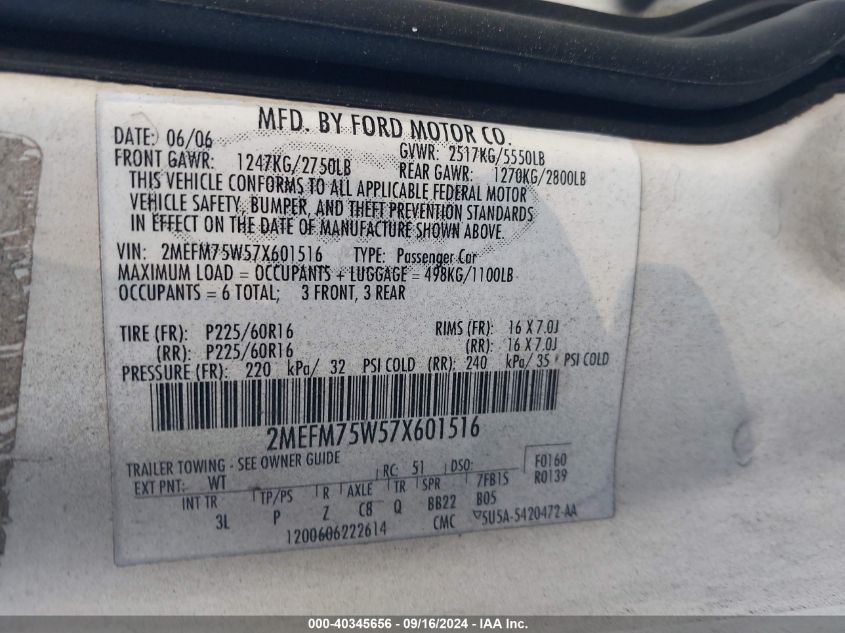 MFD. BY FORD MOTOR CO.
DATE: 06/06 GVWR: 2517KG/5550LB
FRONT GAWR: 1247KG/2750LB REAR GAWR: 1270KG/2800LB
THIS VEHICLE CONFORMS TO ALL APPLICABLE FEDERAL MOTOR
VEHICLE SAFETY, BUMPER, AND THEFT PREVENTION STANDARDS
IN EFFECT ON THE DATE OF MANUFACTURE SHOWN ABOVE.
VIN: 2MEFM75W57X601516 TYPE: Passenger Car
MAXIMUM LOAD = OCCUPANTS + LUGGAGE = 498KG/1100LB
OCCUPANTS = 6 TOTAL; 3 FRONT, 3 REAR
TIRE (FR): P225/60R16 RIMS (FR): 16 X 7.0J
(RR): P225/60R16 (RR): 16 X 7.0J
PRESSURE (FR): 220 kPa/ 32 PSI COLD (RR): 240 kPa/ 35 PSI COLD
2MEFM75W57X601516
TRAILER TOWING - SEE OWNER GUIDE
EXT PNT: WT RC: 51 DSO: F0160
R0139
INT TR TP/PS R AXLE TR SPR 7FB15
3L P Z C8 Q BB22 B05
1200606222614 CMC ▽5U5A-5420472-AA
000-40345656 - 09/16/2024 - IAA Inc.